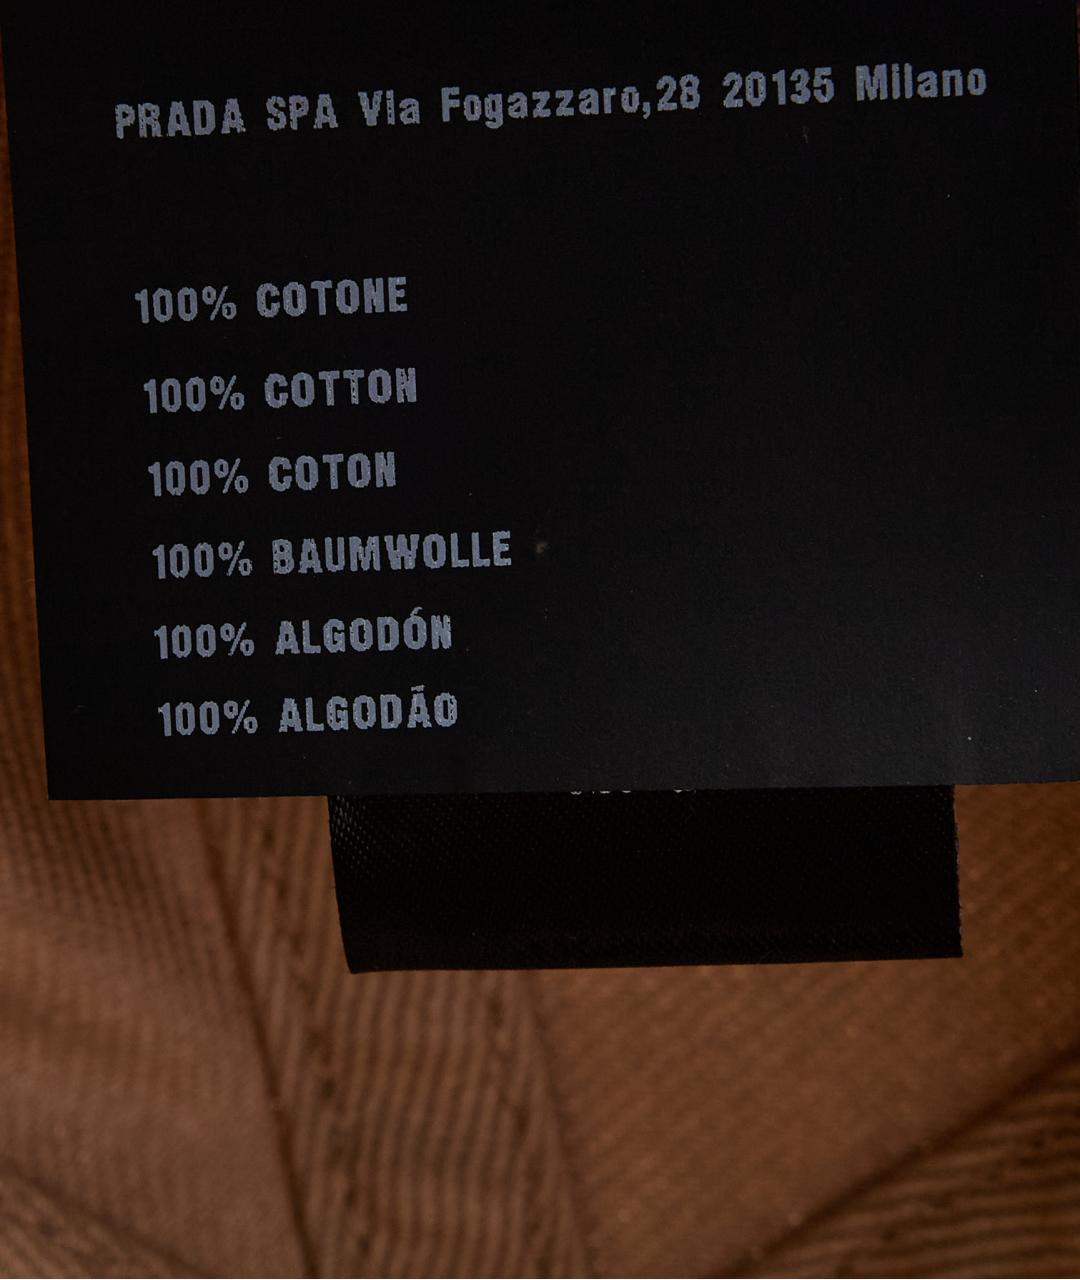 PRADA SPA Via Fogazzaro,28 20135 Milano
100% COTONE
100% COTTON
100% COTON
100% BAUMWOLLE
100% ALGODÓN
100% ALGODÃO